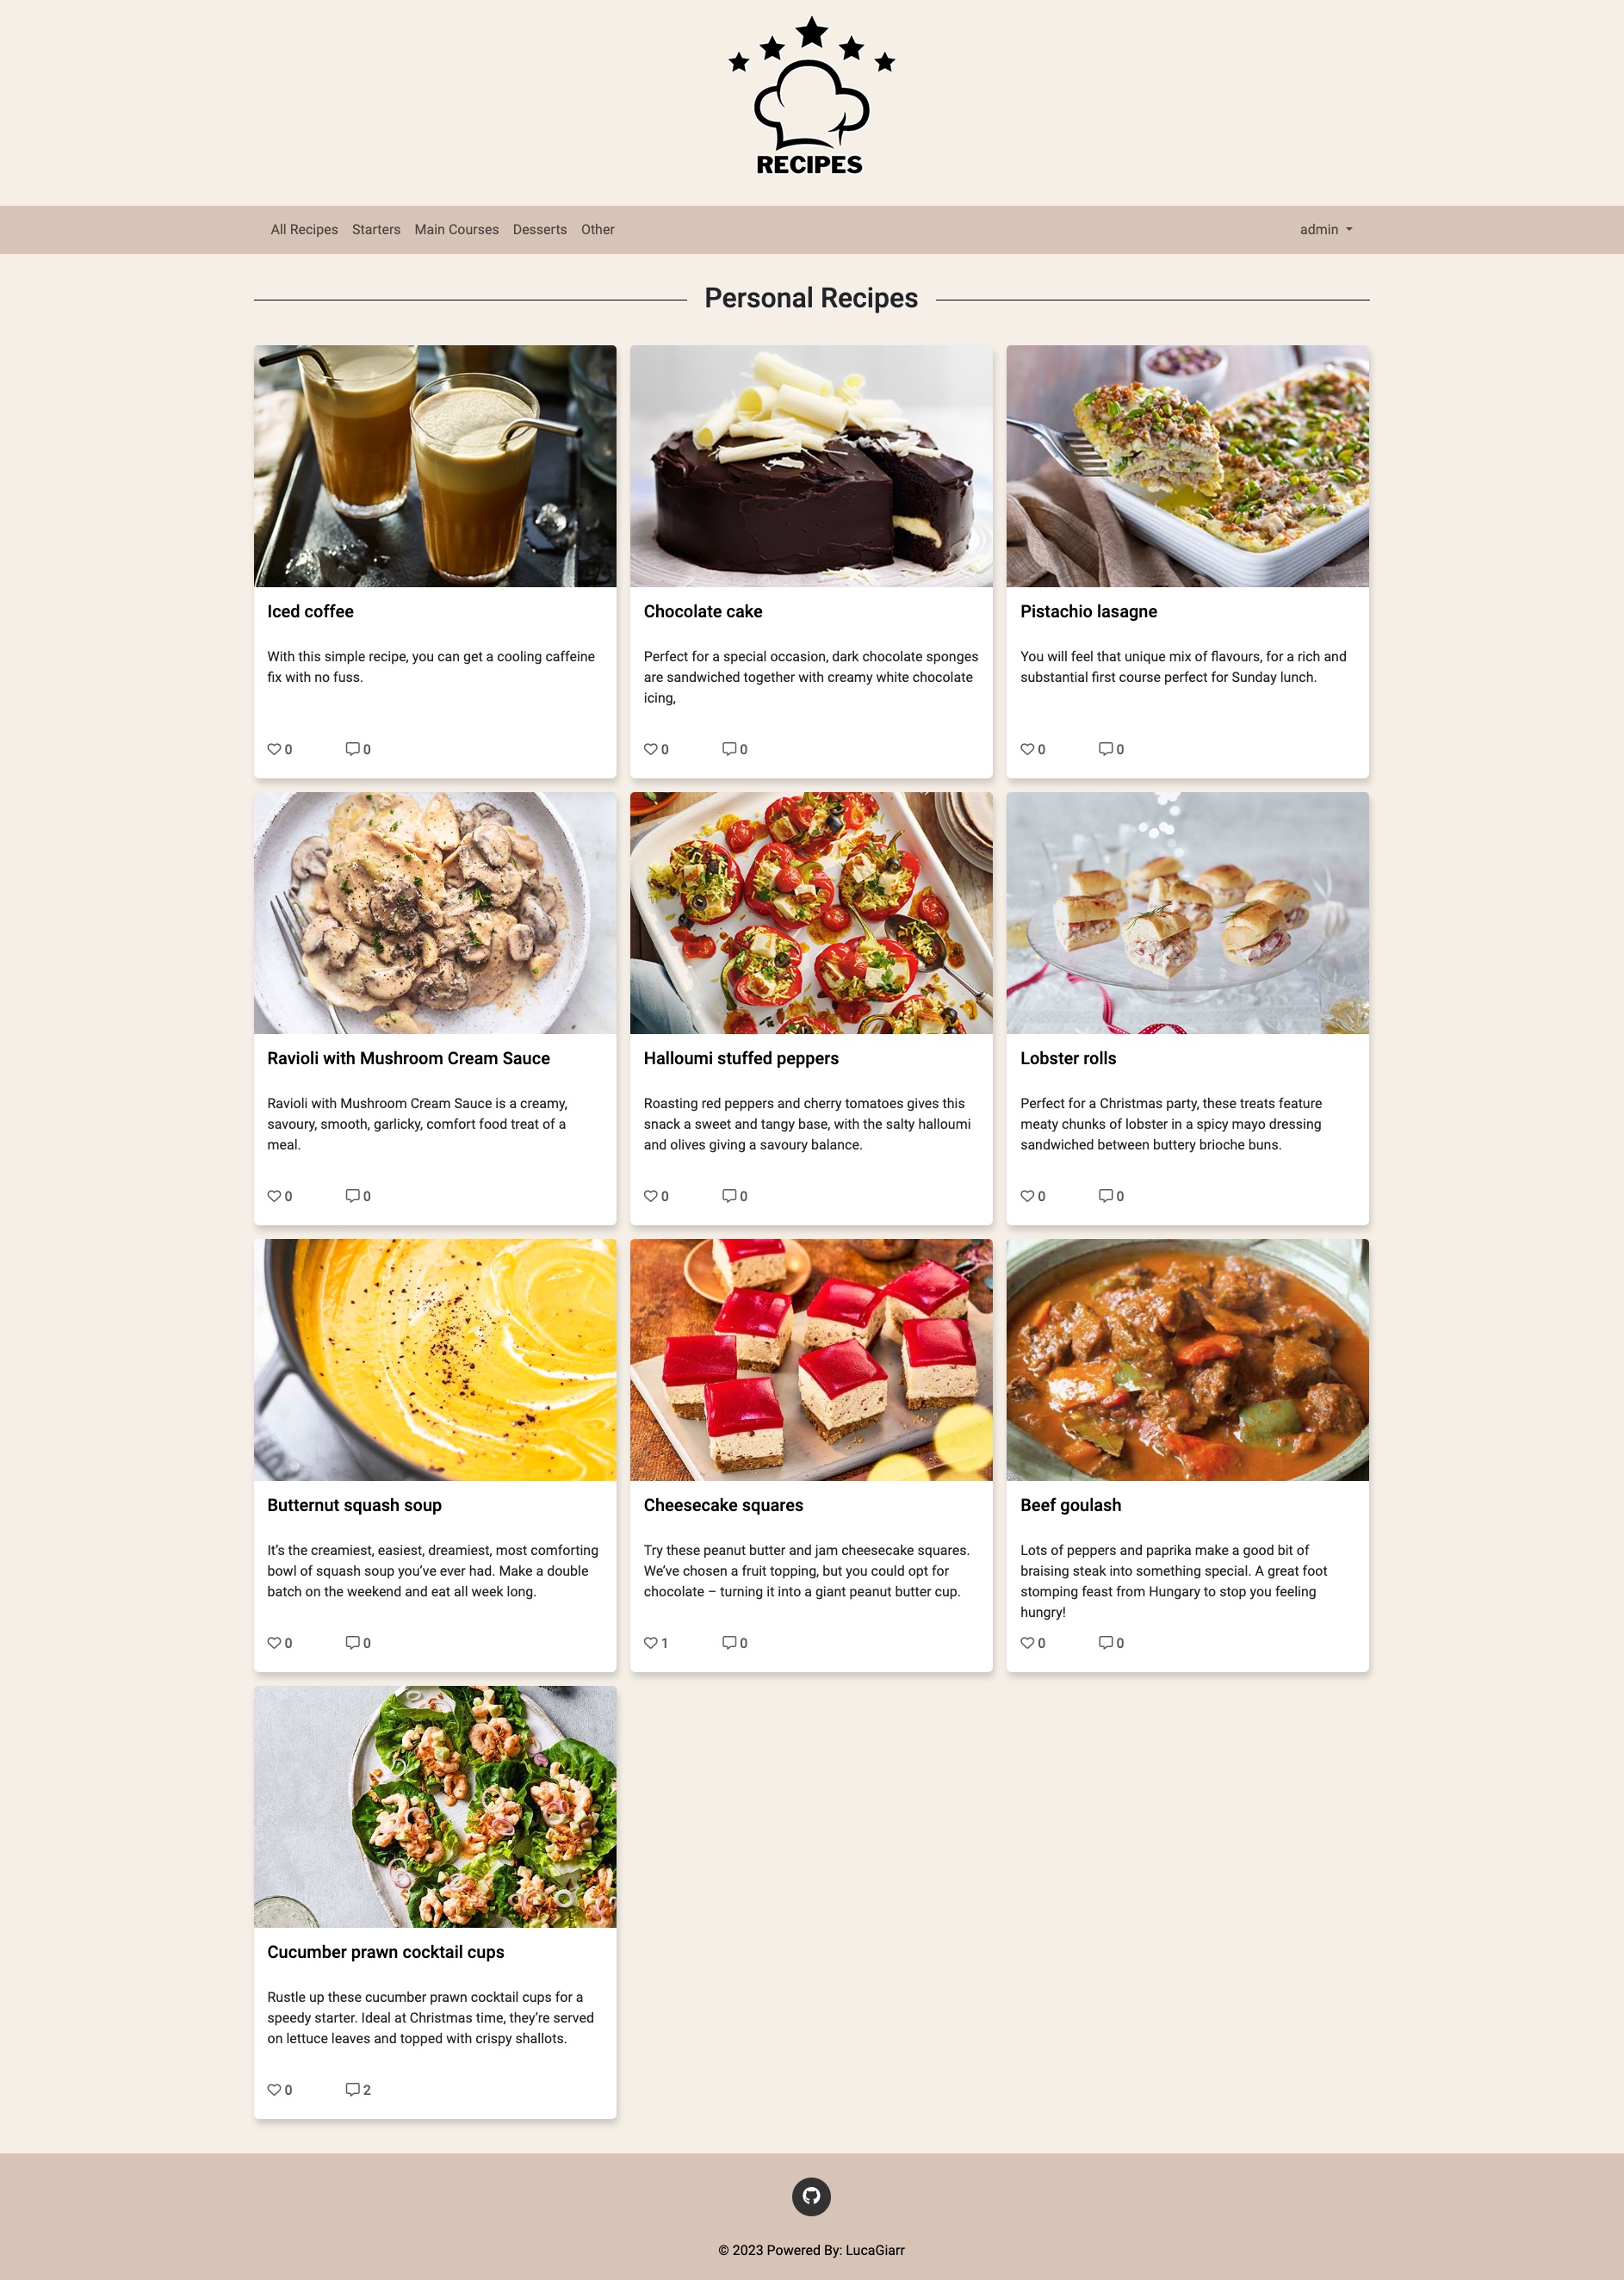 RECIPES
All Recipes Starters Main Courses Desserts Other admin
Personal Recipes
Iced coffee
With this simple recipe, you can get a cooling caffeine
fix with no fuss.
0 0
Chocolate cake
Perfect for a special occasion, dark chocolate sponges
are sandwiched together with creamy white chocolate
icing,
0 0
Pistachio lasagne
You will feel that unique mix of flavours, for a rich and
substantial first course perfect for Sunday lunch.
0 0
Ravioli with Mushroom Cream Sauce
Ravioli with Mushroom Cream Sauce is a creamy,
savoury, smooth, garlicky, comfort food treat of a
meal.
0 0
Halloumi stuffed peppers
Roasting red peppers and cherry tomatoes gives this
snack a sweet and tangy base, with the salty halloumi
and olives giving a savoury balance.
0 0
Lobster rolls
Perfect for a Christmas party, these treats feature
meaty chunks of lobster in a spicy mayo dressing
sandwiched between buttery brioche buns.
0 0
Butternut squash soup
It’s the creamiest, easiest, dreamiest, most comforting
bowl of squash soup you’ve ever had. Make a double
batch on the weekend and eat all week long.
0 0
Cheesecake squares
Try these peanut butter and jam cheesecake squares.
We’ve chosen a fruit topping, but you could opt for
chocolate – turning it into a giant peanut butter cup.
1 0
Beef goulash
Lots of peppers and paprika make a good bit of
braising steak into something special. A great foot
stomping feast from Hungary to stop you feeling
hungry!
0 0
Cucumber prawn cocktail cups
Rustle up these cucumber prawn cocktail cups for a
speedy starter. Ideal at Christmas time, they’re served
on lettuce leaves and topped with crispy shallots.
0 2
© 2023 Powered By: LucaGiarr